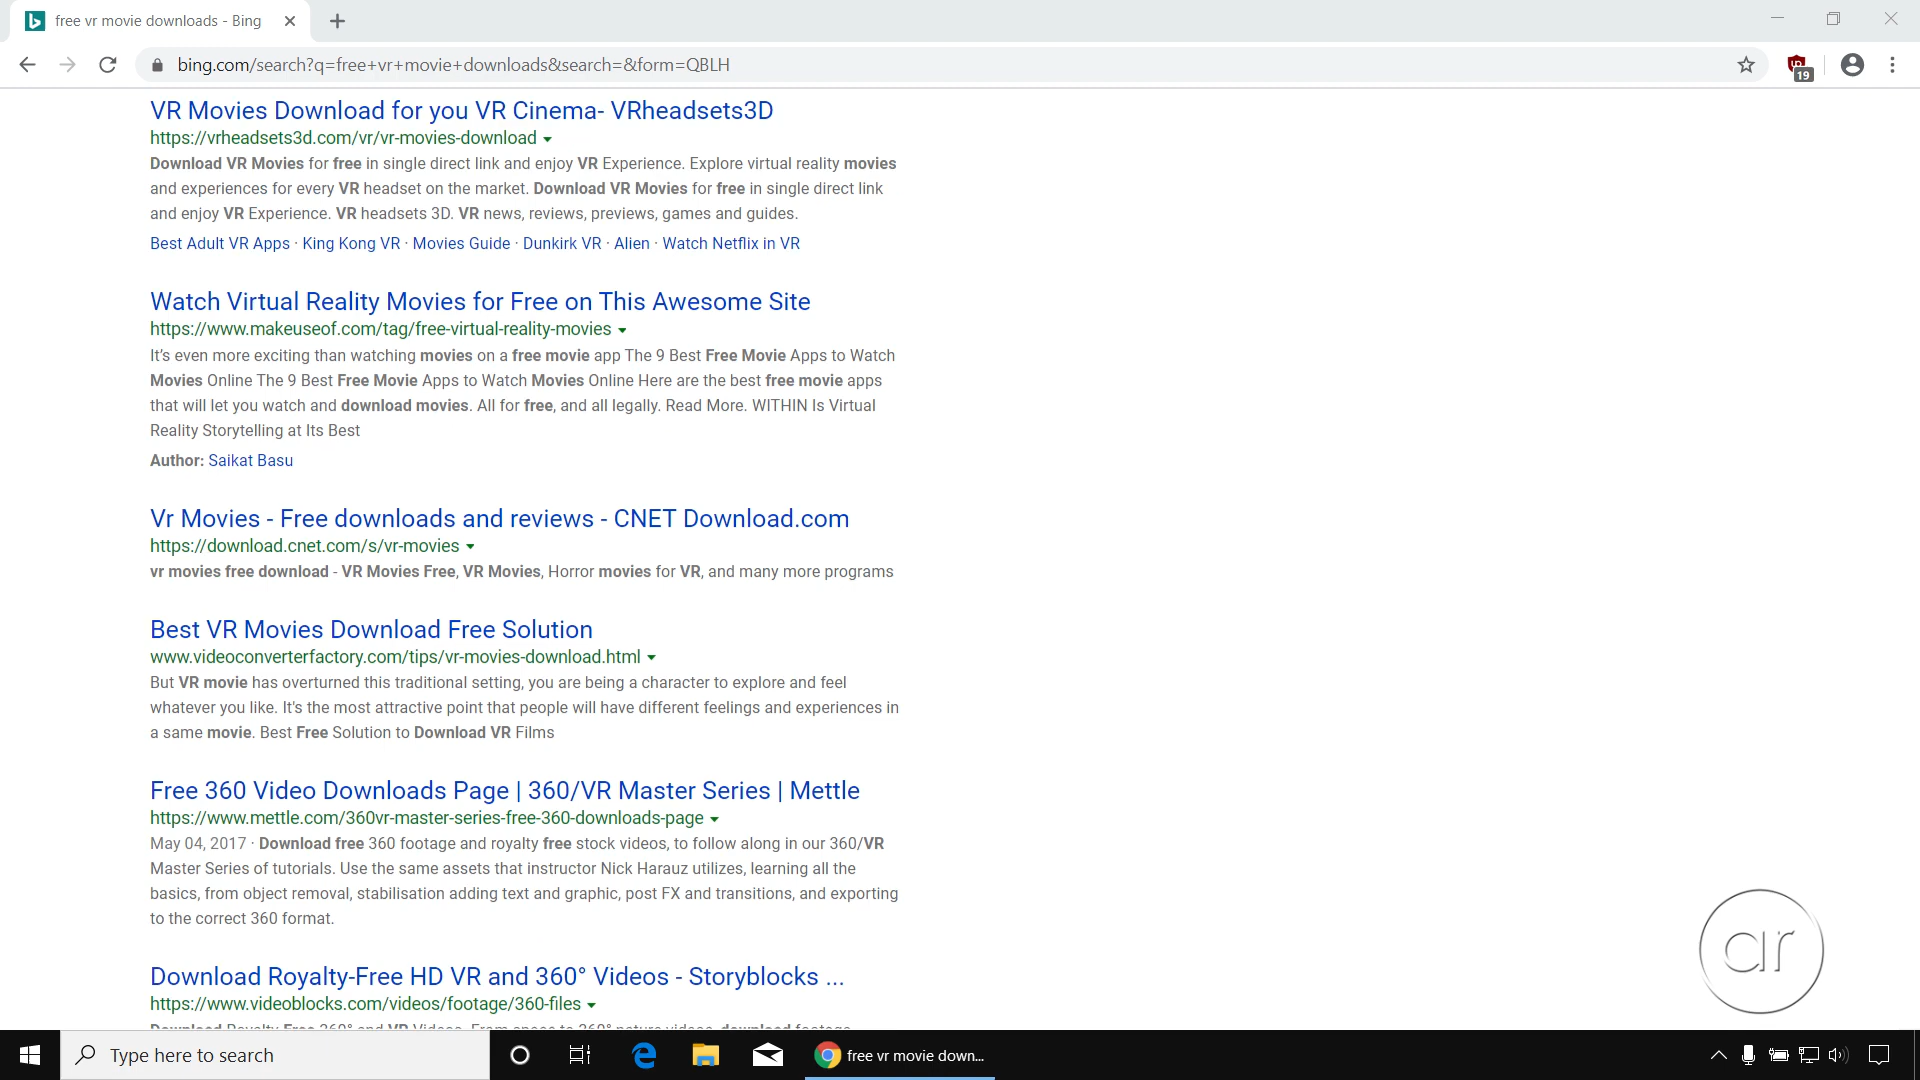 free vr movie downloads - Bing
bing.com/search?q=free+vr+movie+downloads&search=&form=QBLH
19
VR Movies Download for you VR Cinema- VRheadsets3D
https://vrheadsets3d.com/vr/vr-movies-download
Download VR Movies for free in single direct link and enjoy VR Experience. Explore virtual reality movies
and experiences for every VR headset on the market. Download VR Movies for free in single direct link
and enjoy VR Experience. VR headsets 3D. VR news, reviews, previews, games and guides.
Best Adult VR Apps · King Kong VR · Movies Guide · Dunkirk VR · Alien · Watch Netflix in VR
Watch Virtual Reality Movies for Free on This Awesome Site
https://www.makeuseof.com/tag/free-virtual-reality-movies
It's even more exciting than watching movies on a free movie app The 9 Best Free Movie Apps to Watch
Movies Online The 9 Best Free Movie Apps to Watch Movies Online Here are the best free movie apps
that will let you watch and download movies. All for free, and all legally. Read More. WITHIN Is Virtual
Reality Storytelling at Its Best
Author: Saikat Basu
Vr Movies - Free downloads and reviews - CNET Download.com
https://download.cnet.com/s/vr-movies
vr movies free download - VR Movies Free, VR Movies, Horror movies for VR, and many more programs
Best VR Movies Download Free Solution
www.videoconverterfactory.com/tips/vr-movies-download.html
But VR movie has overturned this traditional setting, you are being a character to explore and feel
whatever you like. It's the most attractive point that people will have different feelings and experiences in
a same movie. Best Free Solution to Download VR Films
Free 360 Video Downloads Page | 360/VR Master Series | Mettle
https://www.mettle.com/360vr-master-series-free-360-downloads-page
May 04, 2017 · Download free 360 footage and royalty free stock videos, to follow along in our 360/VR
Master Series of tutorials. Use the same assets that instructor Nick Harauz utilizes, learning all the
basics, from object removal, stabilisation adding text and graphic, post FX and transitions, and exporting
to the correct 360 format.
ar
Download Royalty-Free HD VR and 360° Videos - Storyblocks ...
https://www.videoblocks.com/videos/footage/360-files
Download Royalty Free 360° and VR Videos. From space to 360° nature videos, download footage
Type here to search
free vr movie down...